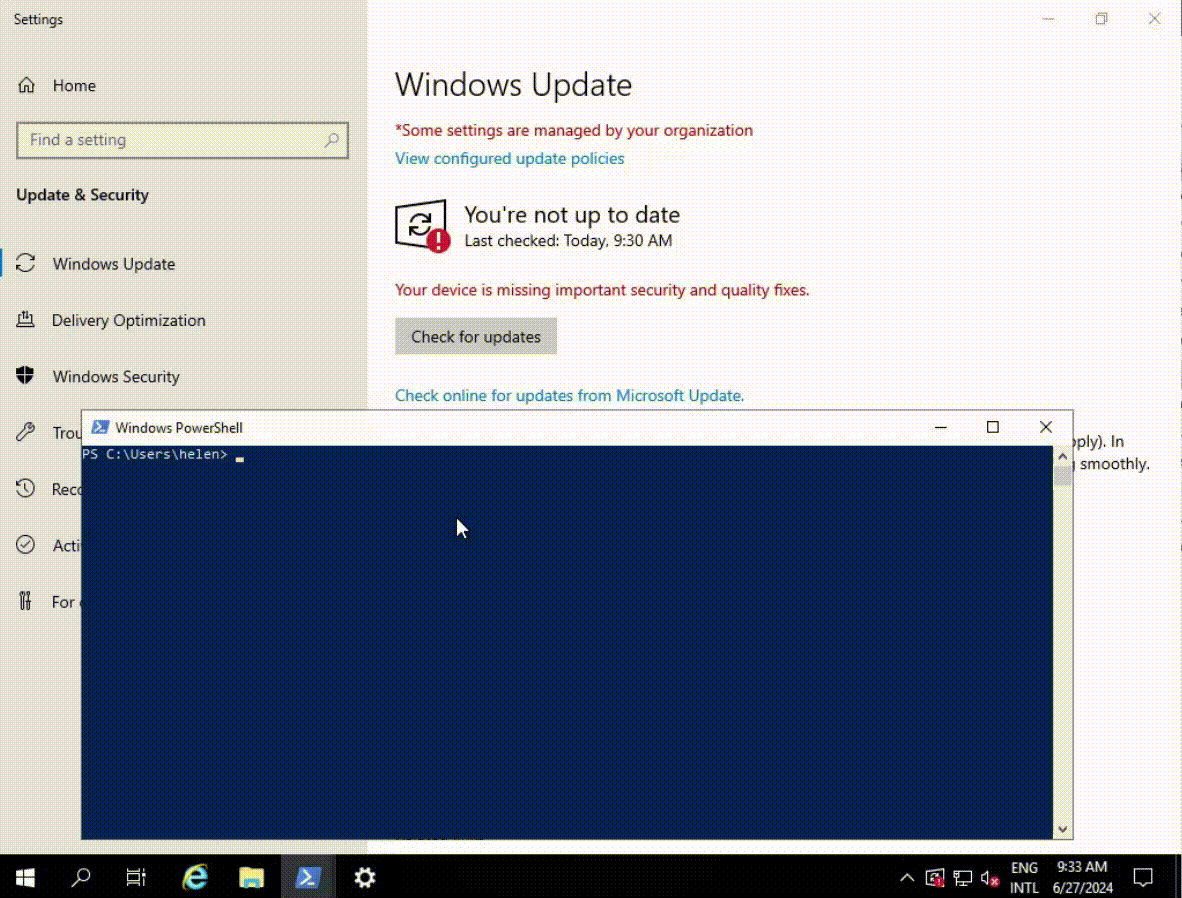 Settings
Home
Find a setting
Update & Security
Windows Update
Delivery Optimization
Windows Security
Trou
Reco
Acti
For
Windows Update
*Some settings are managed by your organization
View configured update policies
You're not up to date
Last checked: Today, 9:30 AM
Your device is missing important security and quality fixes.
Check for updates
Check online for updates from Microsoft Update.
pply). In
smoothly.
Windows PowerShell
PS C:\Users\helen>
ENG
INTL
9:33 AM
6/27/2024